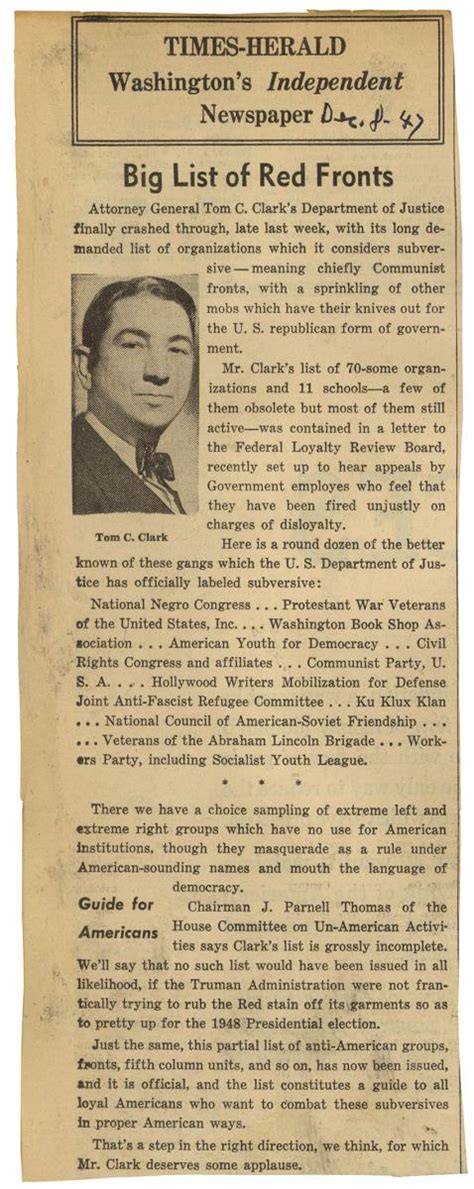 TIMES-HERALD
Washington's Independent
Newspaper Dec. 8-47
Big List of Red Fronts
Attorney General Tom C. Clark's Department of Justice
finally crashed through, late last week, with its long de-
manded list of organizations which it considers subver-
sive—meaning chiefly Communist
fronts, with a sprinkling of other
mobs which have their knives out for
the U. S. republican form of govern-
ment.
Mr. Clark's list of 70-some organ-
izations and 11 schools—a few of
them obsolete but most of them still
active—was contained in a letter to
the Federal Loyalty Review Board,
recently set up to hear appeals by
Government employes who feel that
they have been fired unjustly on
charges of disloyalty.
Tom C. Clark
Here is a round dozen of the better
known of these gangs which the U. S. Department of Jus-
tice has officially labeled subversive:
National Negro Congress . . . Protestant War Veterans
of the United States, Inc. . . . Washington Book Shop As-
sociation . . . American Youth for Democracy . . . Civil
Rights Congress and affiliates . . . Communist Party, U.
S. A. . . . Hollywood Writers Mobilization for Defense
Joint Anti-Fascist Refugee Committee . . . Ku Klux Klan
. . . National Council of American-Soviet Friendship . . .
. . . Veterans of the Abraham Lincoln Brigade . . . Work-
ers Party, including Socialist Youth League.
* * *
There we have a choice sampling of extreme left and
extreme right groups which have no use for American
institutions, though they masquerade as a rule under
American-sounding names and mouth the language of
democracy.
Guide for
Americans
Chairman J. Parnell Thomas of the
House Committee on Un-American Activi-
ties says Clark's list is grossly incomplete.
We'll say that no such list would have been issued in all
likelihood, if the Truman Administration were not fran-
tically trying to rub the Red stain off its garments so as
to pretty up for the 1948 Presidential election.
Just the same, this partial list of anti-American groups,
fronts, fifth column units, and so on, has now been issued,
and it is official, and the list constitutes a guide to all
loyal Americans who want to combat these subversives
in proper American ways.
That's a step in the right direction, we think, for which
Mr. Clark deserves some applause.